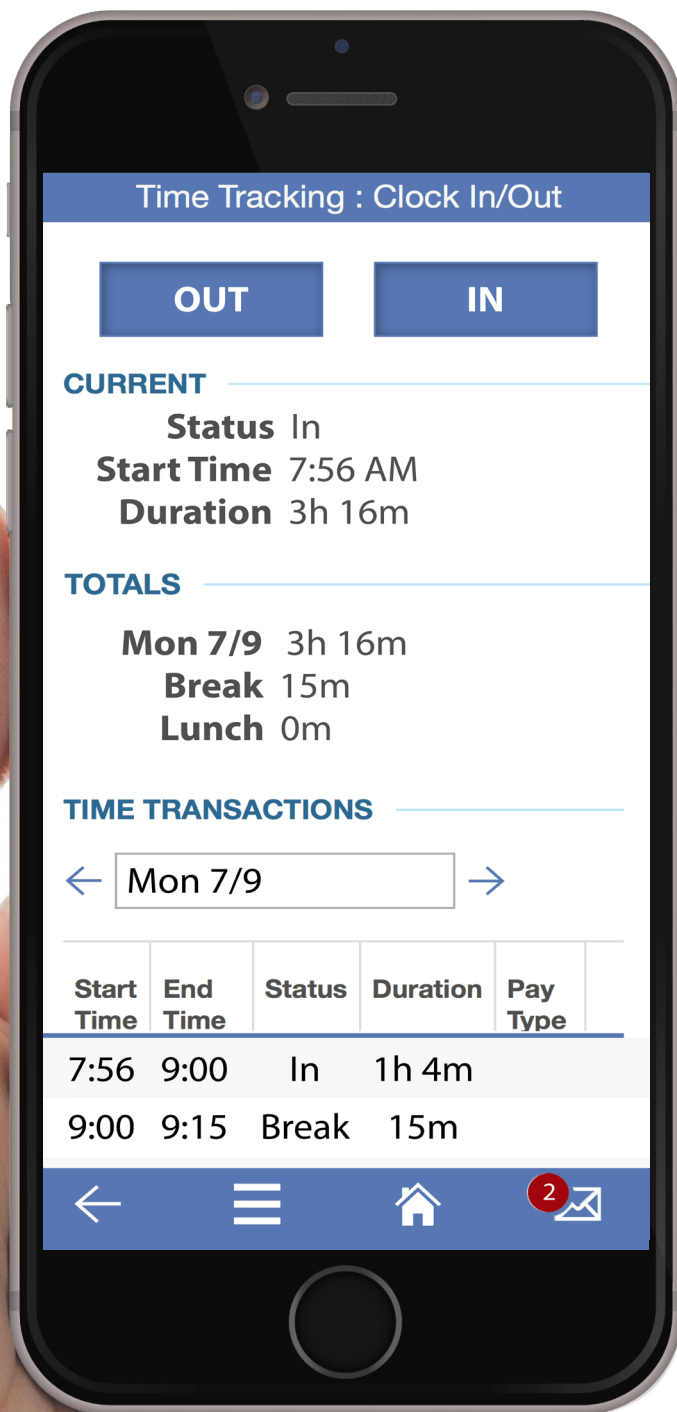 Time Tracking : Clock In/Out
OUT IN
CURRENT
Status In
Start Time 7:56 AM
Duration 3h 16m
TOTALS
Mon 7/9 3h 16m
Break 15m
Lunch 0m
TIME TRANSACTIONS
Mon 7/9
Start End Status Duration Pay
Time Time Type
7:56 9:00 In 1h 4m
9:00 9:15 Break 15m
2